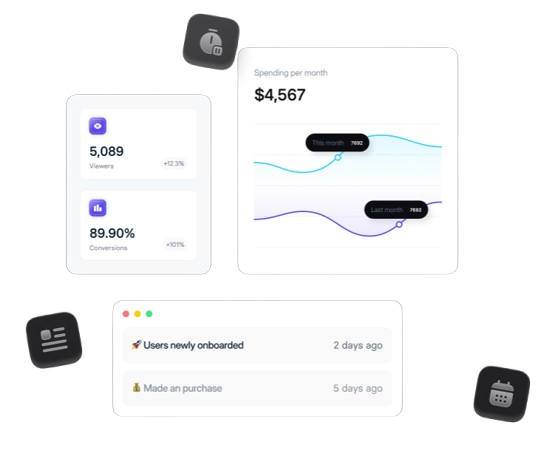 Spending per month
$4,567
This month 7692
Last month 7692
5,089
Viewers
+12.3%
89.90%
Conversions
+101%
🚀 Users newly onboarded 2 days ago
💰 Made an purchase 5 days ago